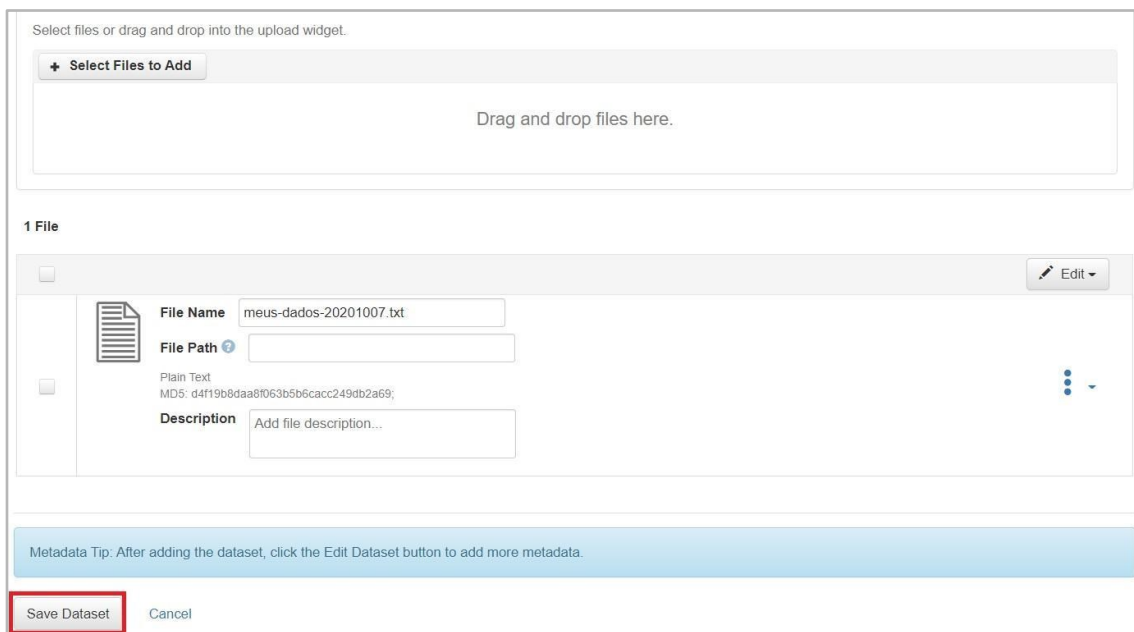 Select files or drag and drop into the upload widget.
+ Select Files to Add
Drag and drop files here.
1 File
Edit
File Name meus-dados-20201007.txt
File Path ?
Plain Text
MD5: d4f19b8daa8f063b5b6cacc249db2a69;
Description Add file description...
Metadata Tip: After adding the dataset, click the Edit Dataset button to add more metadata.
Save Dataset Cancel